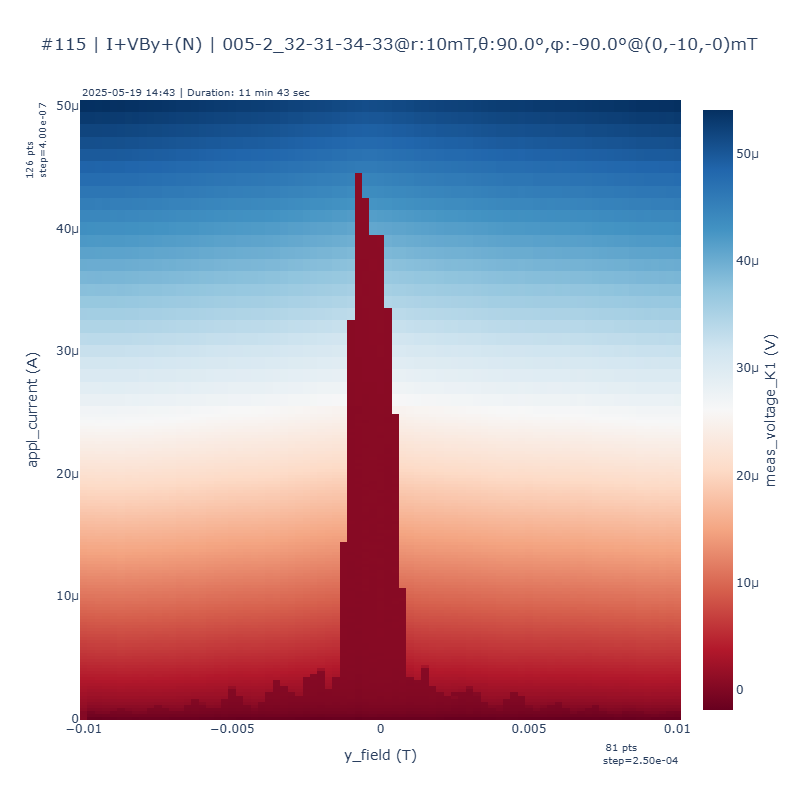 #115 | I+VBy+(N) | 005-2_32-31-34-33@r:10mT,θ:90.0º,φ:-90.0º@(0,-10,-0)mT
2025-05-19 14:43 | Duration: 11 min 43 sec
126 pts
step=4.00e-07
50μ
40μ
30μ
20μ
10μ
0
appl_current (A)
−0.01
−0.005
0
0.005
0.01
y_field (T)
81 pts
step=2.50e-04
50μ
40μ
30μ
20μ
10μ
0
meas_voltage_K1 (V)